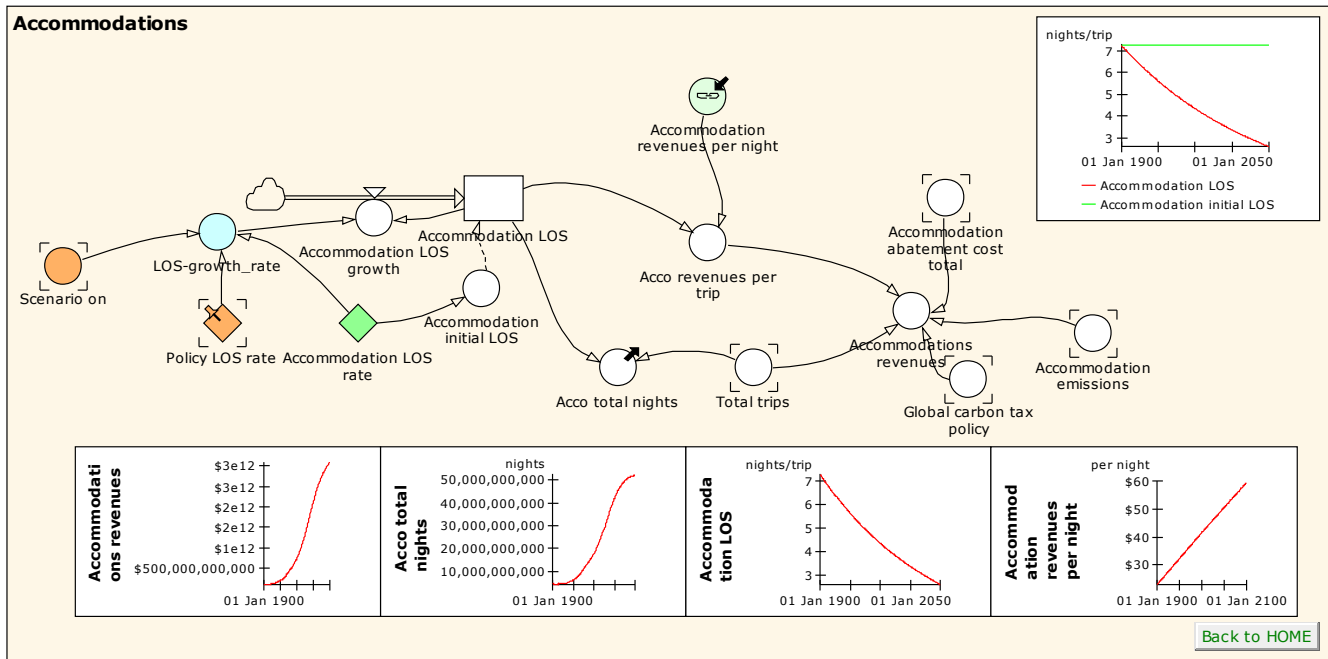 Accommodations
nights/trip
7
6
5
4
3
01 Jan 1900
01 Jan 2050
Accommodation LOS
Accommodation initial LOS
Accommodation
revenues per night
Accommodation LOS
Accommodation LOS
growth
LOS-growth_rate
Scenario on
Policy LOS rate
Accommodation LOS
rate
Accommodation
initial LOS
Acco revenues per
trip
Accommodation
abatement cost
total
Accommodations
revenues
Accommodation
emissions
Acco total nights
Total trips
Global carbon tax
policy
Accommodati
ons revenues
$3e12
$3e12
$2e12
$2e12
$1e12
$500,000,000,000
01 Jan 1900
Acco total
nights
nights
50,000,000,000
40,000,000,000
30,000,000,000
20,000,000,000
10,000,000,000
01 Jan 1900
Accommoda
tion LOS
nights/trip
7
6
5
4
3
01 Jan 1900
01 Jan 2050
Accommod
ation
revenues
per night
per night
$60
$50
$40
$30
01 Jan 1900
01 Jan 2100
Back to HOME